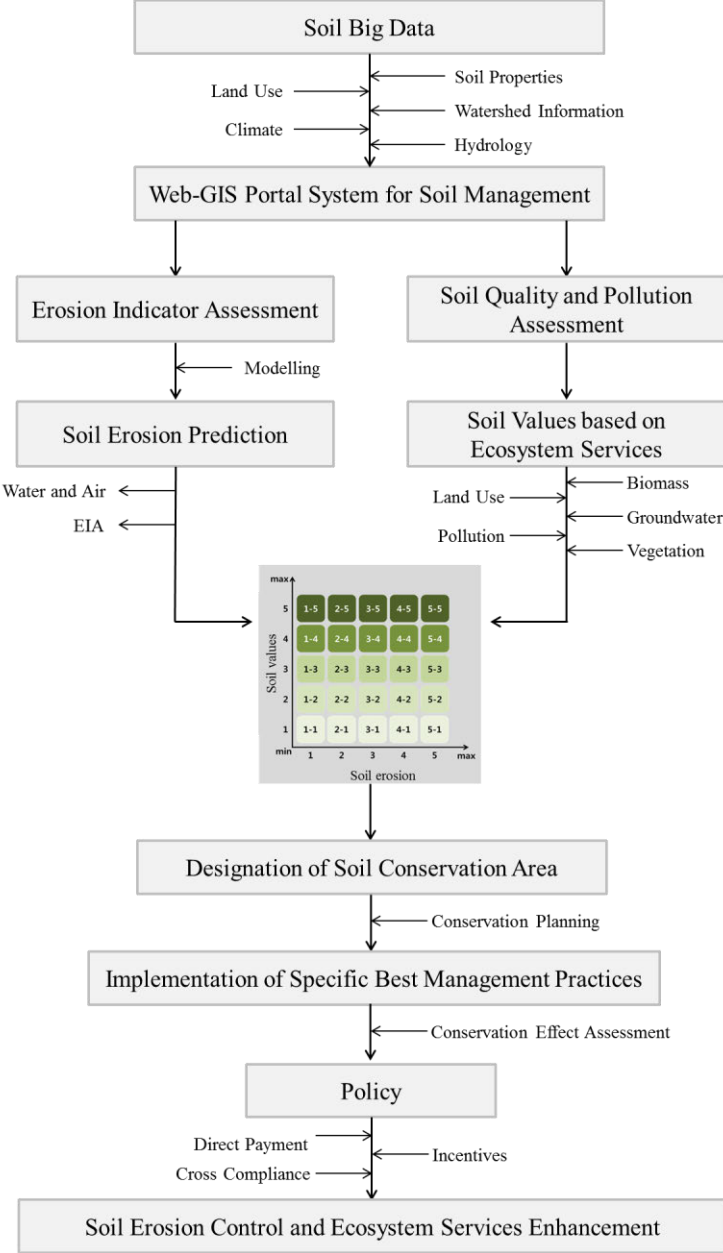 Soil Big Data
Soil Properties
Land Use
Watershed Information
Climate
Hydrology
Web-GIS Portal System for Soil Management
Erosion Indicator Assessment
Soil Quality and Pollution
Assessment
Modelling
Soil Erosion Prediction
Soil Values based on
Ecosystem Services
Water and Air
EIA
Biomass
Land Use
Groundwater
Pollution
Vegetation
max
5 1-5 2-5 3-5 4-5 5-5
4 1-4 2-4 3-4 4-4 5-4
3 1-3 2-3 3-3 4-3 5-3
2 1-2 2-2 3-2 4-2 5-2
1 1-1 2-1 3-1 4-1 5-1
Soil values
min 1 2 3 4 5 max
Soil erosion
Designation of Soil Conservation Area
Conservation Planning
Implementation of Specific Best Management Practices
Conservation Effect Assessment
Policy
Direct Payment
Incentives
Cross Compliance
Soil Erosion Control and Ecosystem Services Enhancement